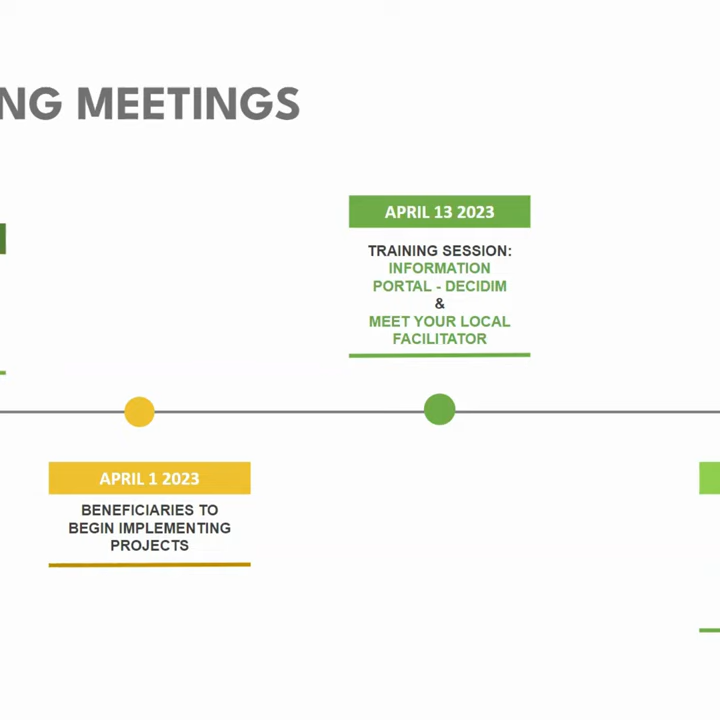 NG MEETINGS
APRIL 13 2023
TRAINING SESSION:
INFORMATION
PORTAL - DECIDIM
&
MEET YOUR LOCAL
FACILITATOR
APRIL 1 2023
BENEFICIARIES TO
BEGIN IMPLEMENTING
PROJECTS